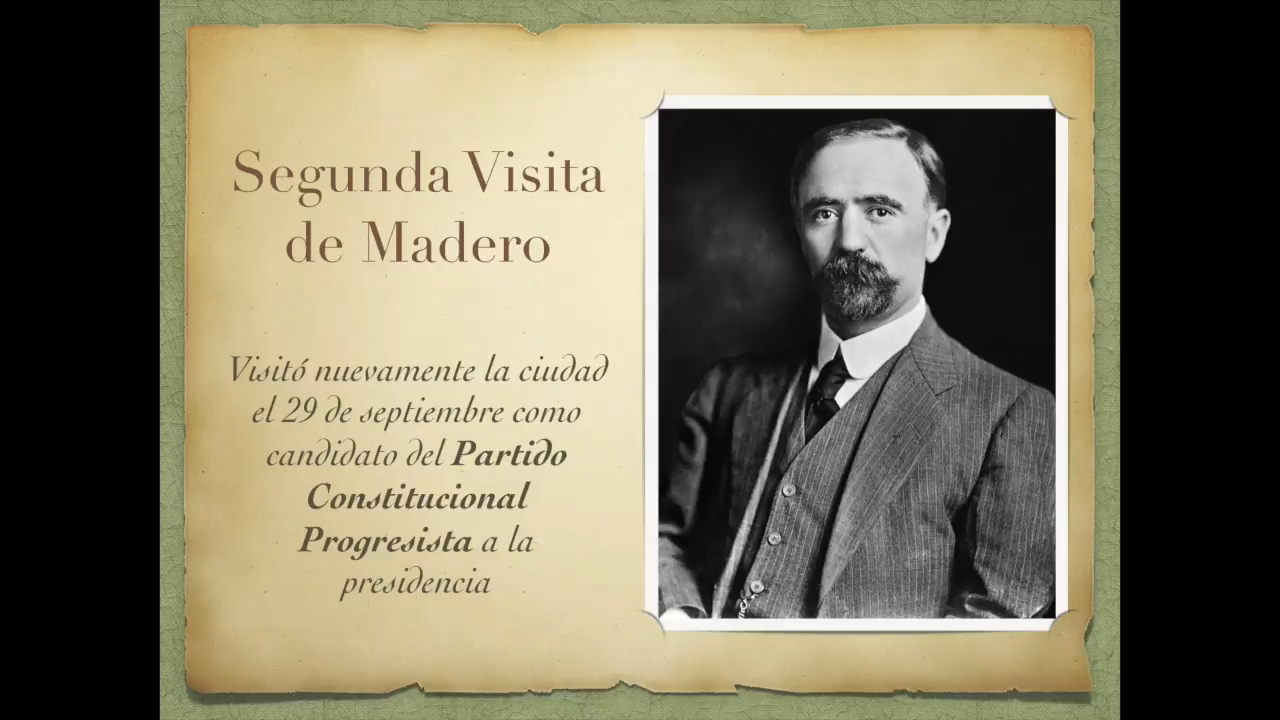 Segunda Visita
de Madero
Visitó nuevamente la ciudad
el 29 de septiembre como
candidato del Partido
Constitucional
Progresista a la
presidencia